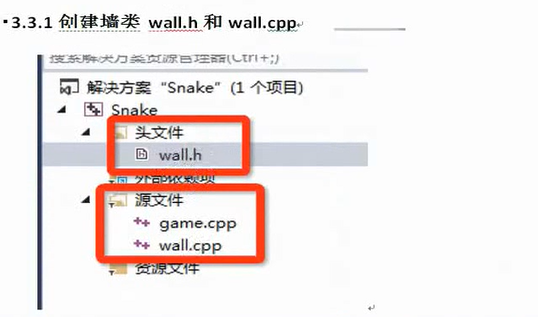 ▪3.3.1 创建墙类 wall.h 和 wall.cpp
搜索解决方案资源管理器(Ctrl+;)
解决方案 “Snake” (1 个项目)
Snake
头文件
wall.h
外部依赖项
源文件
game.cpp
wall.cpp
资源文件